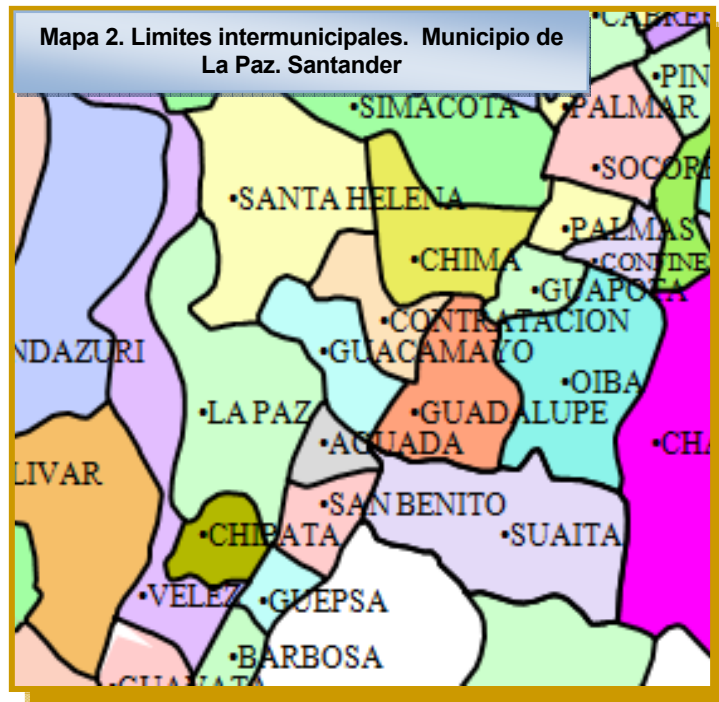 Mapa 2. Limites intermunicipales. Municipio de
La Paz. Santander
•PIN
•SIMACOTA
•PALMAR
•SOCOR
•SANTA HELENA
•PALMAS
•CHIMA
•CONFINE
•GUAPOTA
•CONTRATACION
NDAZURI
•GUACAMAYO
•OIBA
•LA PAZ
•GUADALUPE
•AGUADA
•CHA
LIVAR
•SAN BENITO
•CHIPATA
•SUAITA
•VELEZ
•GUEPSA
•BARBOSA